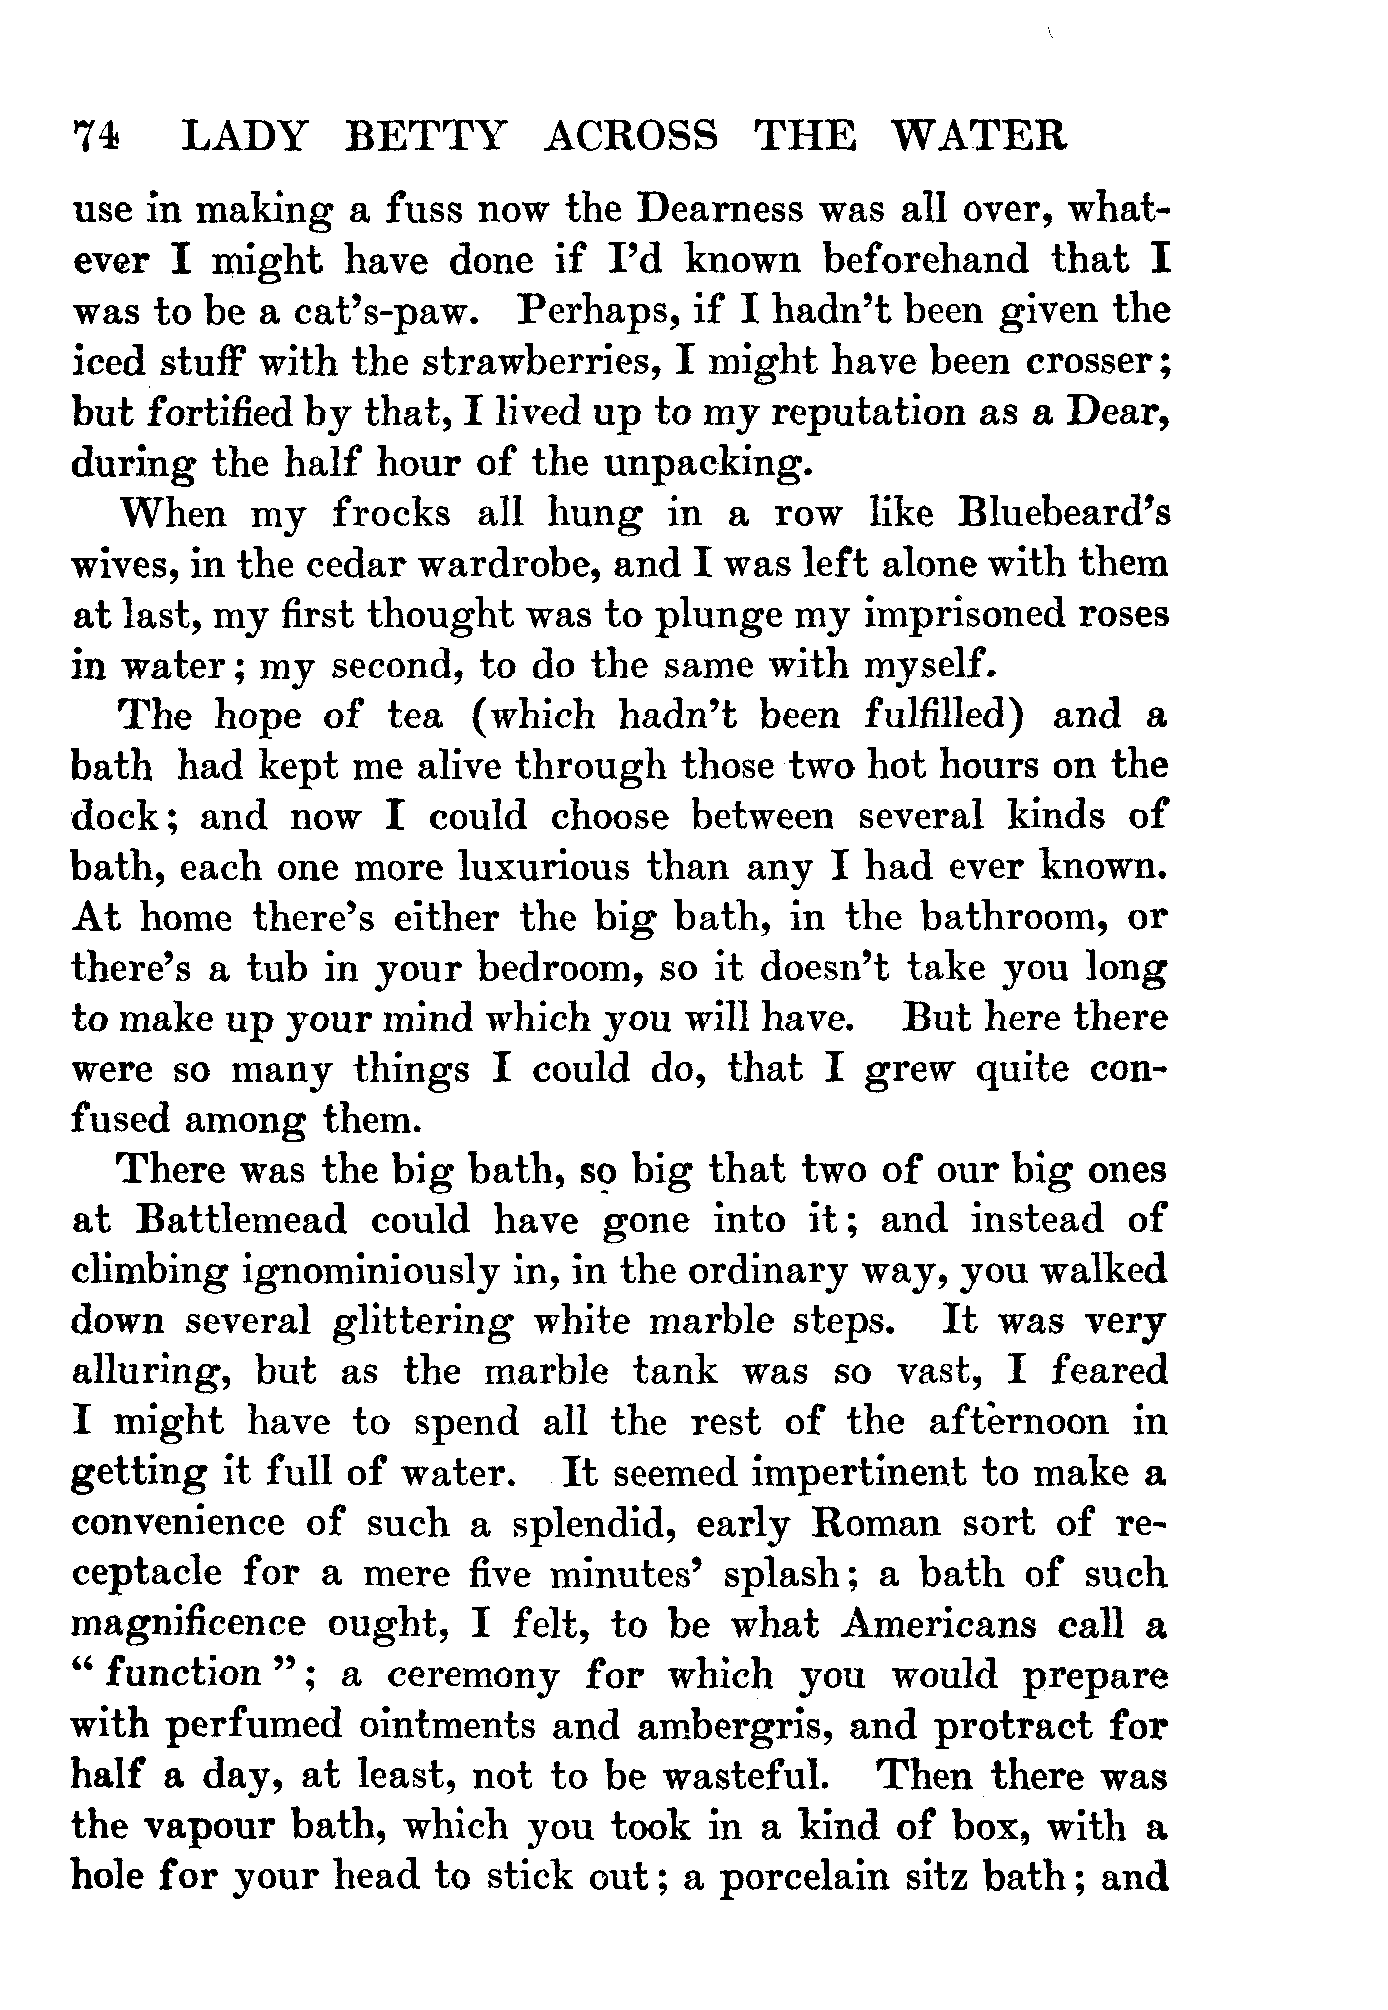 74 LADY BETTY ACROSS THE WATER
use in making a fuss now the Dearness was all over, what-
ever I might have done if I'd known beforehand that I
was to be a cat's-paw. Perhaps, if I hadn't been given the
iced stuff with the strawberries, I might have been crosser;
but fortified by that, I lived up to my reputation as a Dear,
during the half hour of the unpacking.
When my frocks all hung in a row like Bluebeard's
wives, in the cedar wardrobe, and I was left alone with them
at last, my first thought was to plunge my imprisoned roses
in water; my second, to do the same with myself.
The hope of tea (which hadn't been fulfilled) and a
bath had kept me alive through those two hot hours on the
dock; and now I could choose between several kinds of
bath, each one more luxurious than any I had ever known.
At home there's either the big bath, in the bathroom, or
there's a tub in your bedroom, so it doesn't take you long
to make up your mind which you will have. But here there
were so many things I could do, that I grew quite con-
fused among them.
There was the big bath, so big that two of our big ones
at Battlemead could have gone into it; and instead of
climbing ignominiously in, in the ordinary way, you walked
down several glittering white marble steps. It was very
alluring, but as the marble tank was so vast, I feared
I might have to spend all the rest of the afternoon in
getting it full of water. It seemed impertinent to make a
convenience of such a splendid, early Roman sort of re-
ceptacle for a mere five minutes' splash; a bath of such
magnificence ought, I felt, to be what Americans call a
“ function ”; a ceremony for which you would prepare
with perfumed ointments and ambergris, and protract for
half a day, at least, not to be wasteful. Then there was
the vapour bath, which you took in a kind of box, with a
hole for your head to stick out; a porcelain sitz bath; and